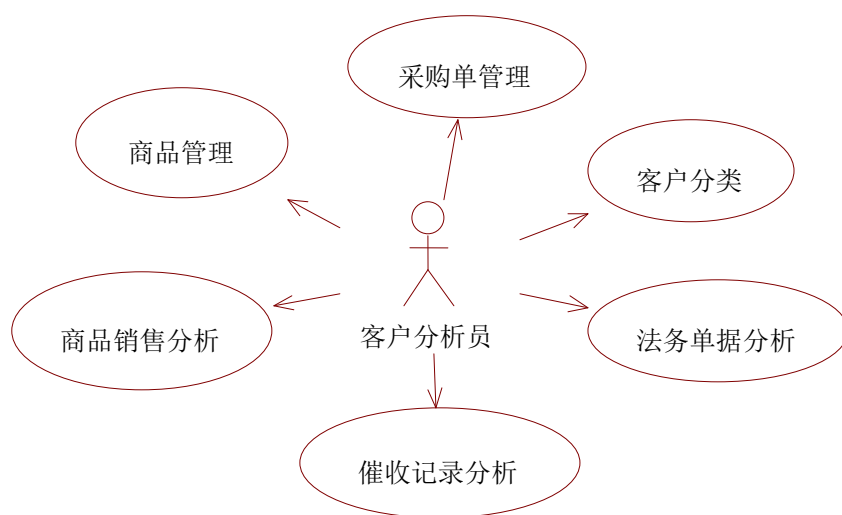 采购单管理
商品管理
客户分类
商品销售分析
客户分析员
法务单据分析
催收记录分析